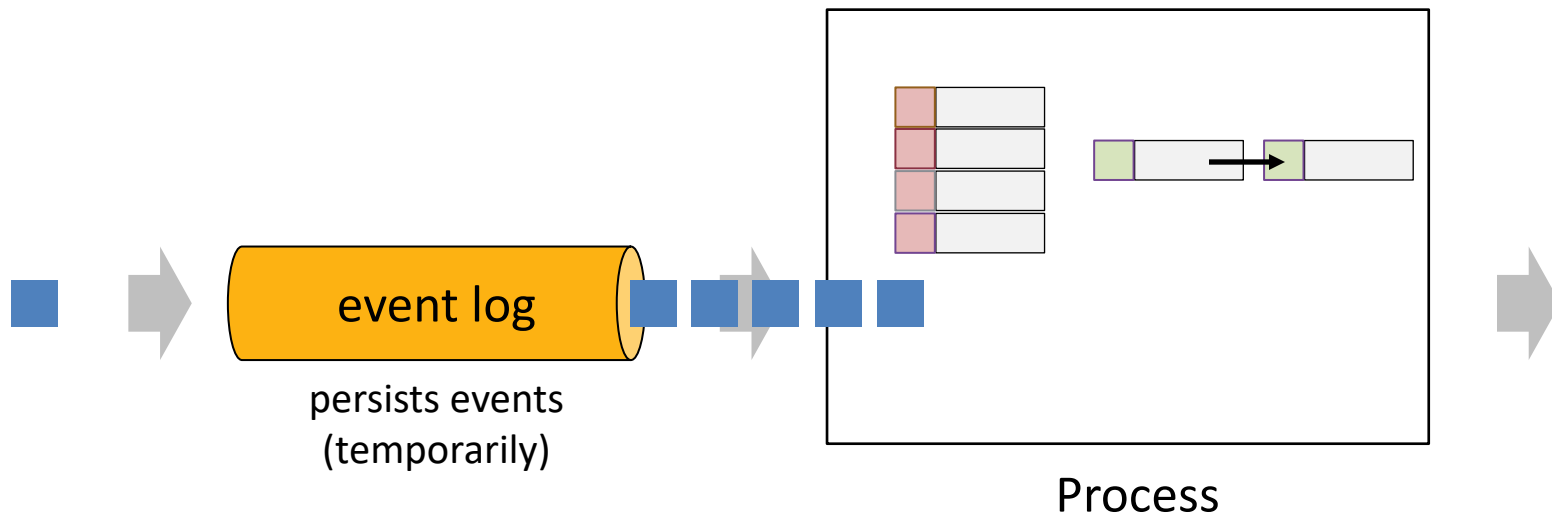 event log
persists events
(temporarily)
Process